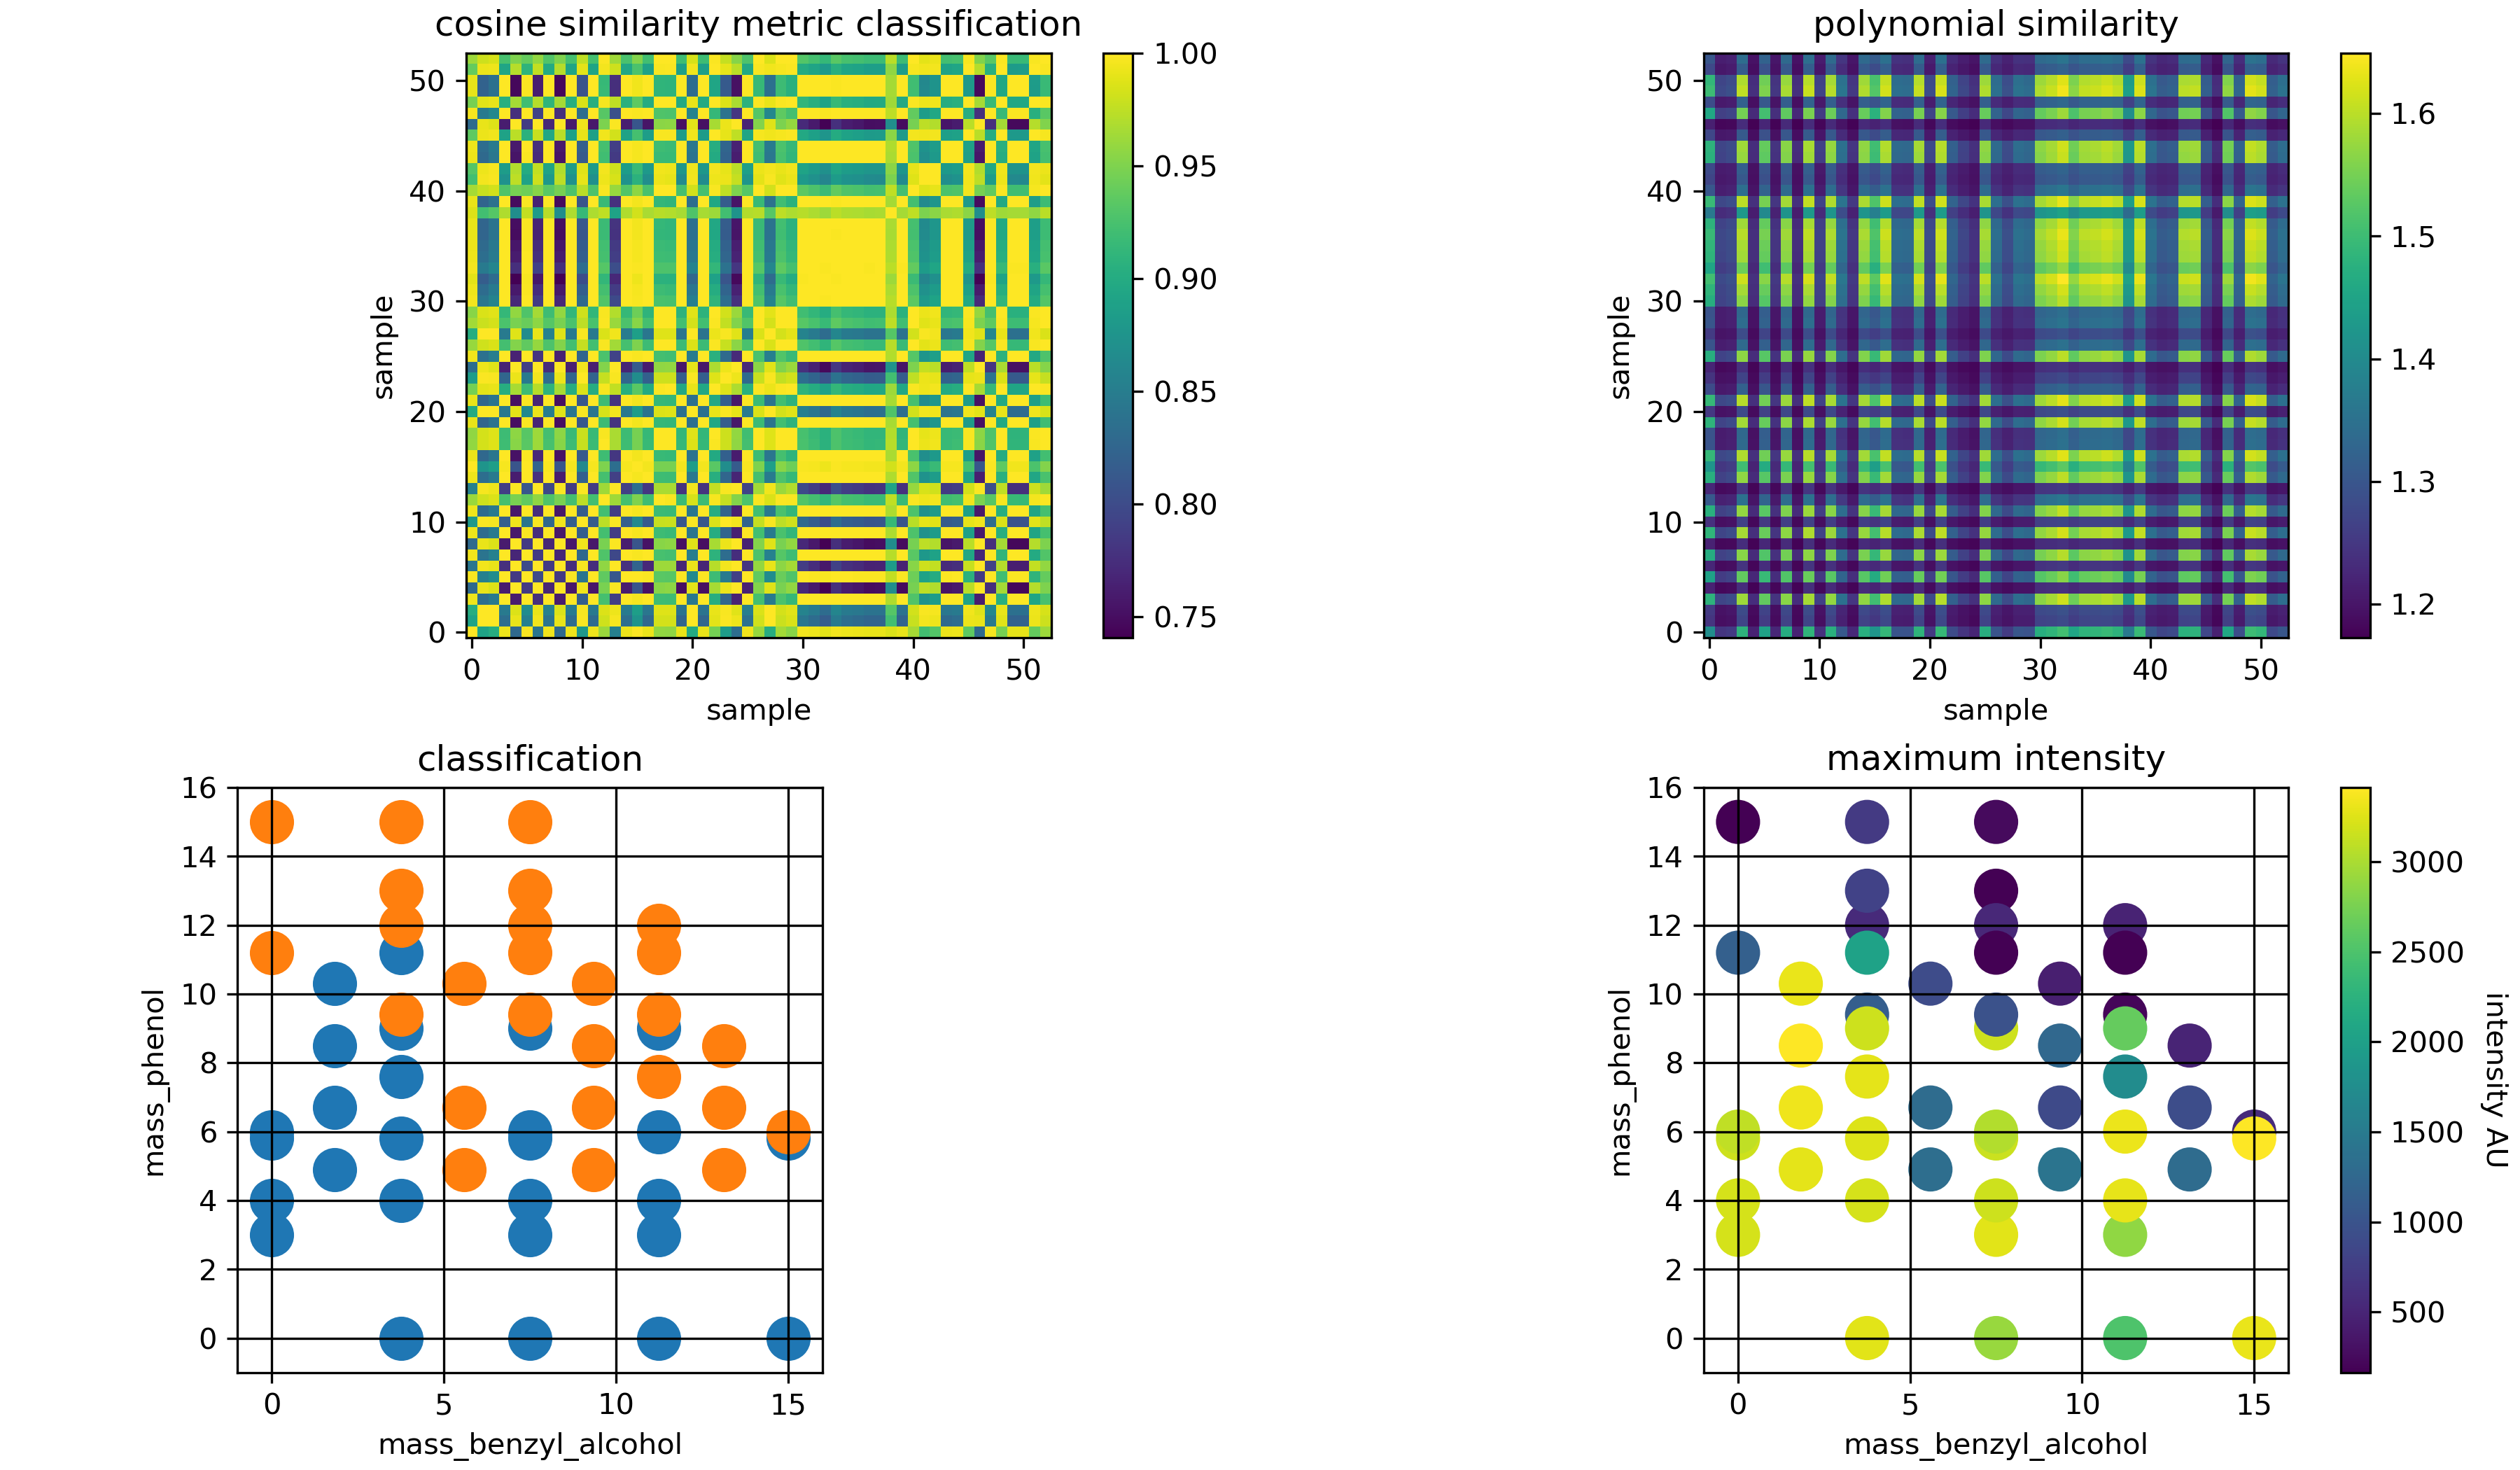 cosine similarity metric classification
50
40
30
20
10
0
sample
0 10 20 30 40 50
sample
1.00
0.95
0.90
0.85
0.80
0.75
polynomial similarity
50
40
30
20
10
0
sample
0 10 20 30 40 50
sample
1.6
1.5
1.4
1.3
1.2
classification
16
14
12
10
8
6
4
2
0
mass_phenol
0 5 10 15
mass_benzyl_alcohol
maximum intensity
16
14
12
10
8
6
4
2
0
mass_phenol
0 5 10 15
mass_benzyl_alcohol
3000
2500
2000
1500
1000
500
intensity AU